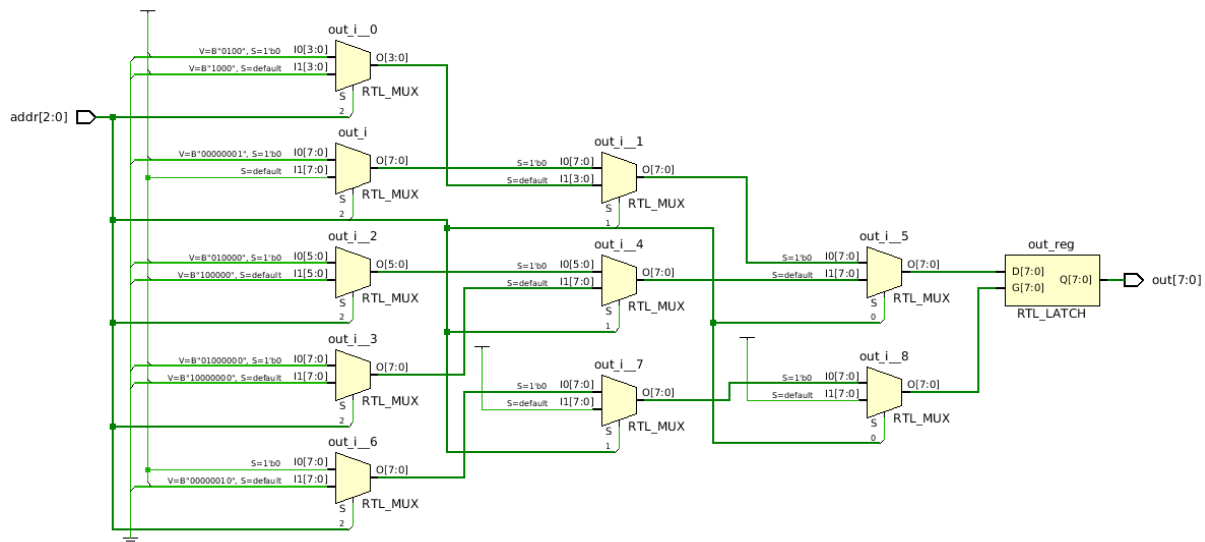 out_i__0
V=B"0100", S=1'b0 I0[3:0]
O[3:0]
V=B"1000", S=default I1[3:0]
S
RTL_MUX
2
addr[2:0]
out_i
V=B"00000001", S=1'b0 I0[7:0]
O[7:0]
S=default I1[7:0]
S
RTL_MUX
2
out_i__1
S=1'b0 I0[7:0]
O[7:0]
S=default I1[3:0]
S
RTL_MUX
1
out_i__2
V=B"010000", S=1'b0 I0[5:0]
O[5:0]
V=B"100000", S=default I1[5:0]
S
RTL_MUX
2
out_i__4
S=1'b0 I0[5:0]
O[7:0]
S=default I1[7:0]
S
RTL_MUX
1
out_i__5
S=1'b0 I0[7:0]
O[7:0]
S=default I1[7:0]
S
RTL_MUX
0
out_reg
D[7:0]
Q[7:0]
G[7:0]
RTL_LATCH
out[7:0]
out_i__3
V=B"01000000", S=1'b0 I0[7:0]
O[7:0]
V=B"10000000", S=default I1[7:0]
S
RTL_MUX
2
out_i__7
S=1'b0 I0[7:0]
O[7:0]
S=default I1[7:0]
S
RTL_MUX
1
out_i__8
S=1'b0 I0[7:0]
O[7:0]
S=default I1[7:0]
S
RTL_MUX
0
out_i__6
S=1'b0 I0[7:0]
O[7:0]
V=B"00000010", S=default I1[7:0]
S
RTL_MUX
2